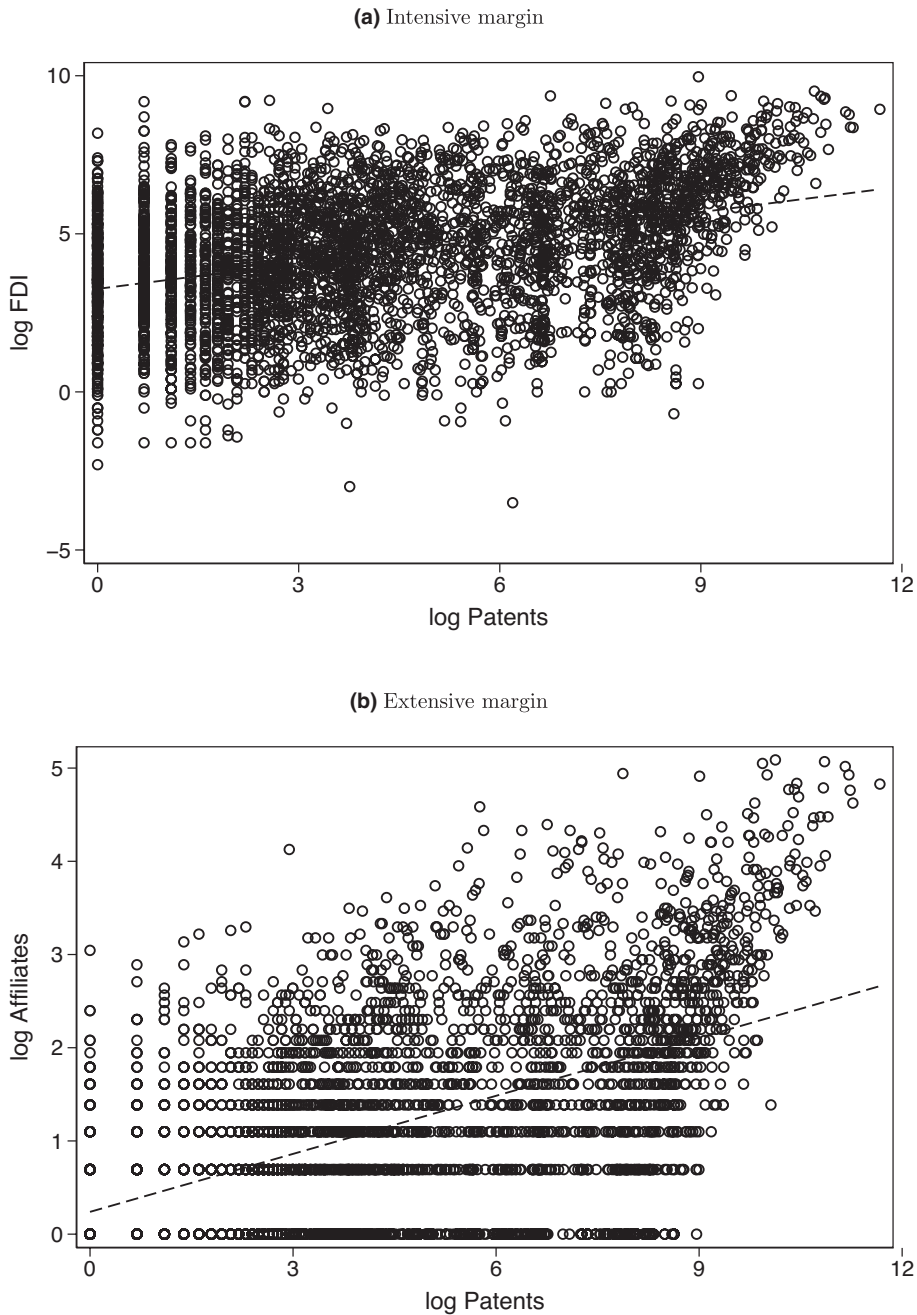 (a) Intensive margin
10
5
0
−5
log FDI
0 3 6 9 12
log Patents
(b) Extensive margin
5
4
3
2
1
0
log Affiliates
0 3 6 9 12
log Patents